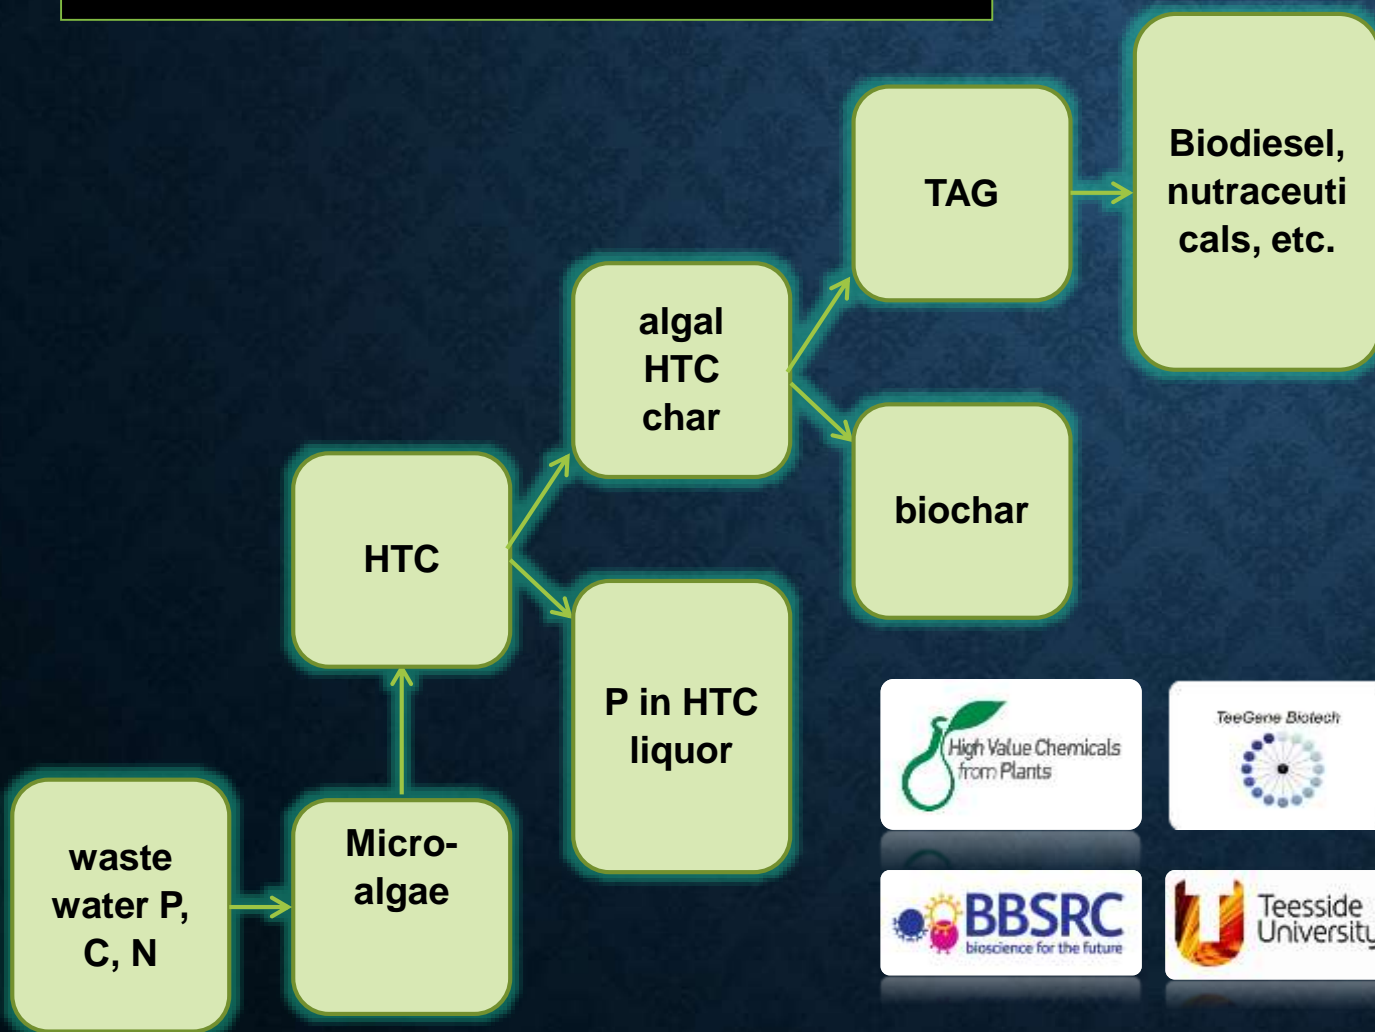 Biodiesel,
nutraceuti
cals, etc.
TAG
algal
HTC
char
biochar
HTC
P in HTC
liquor
waste
water P,
C, N
Micro-
algae
High Value Chemicals
from Plants
TeeGene Biotech
BBSRC
bioscience for the future
Teesside
University